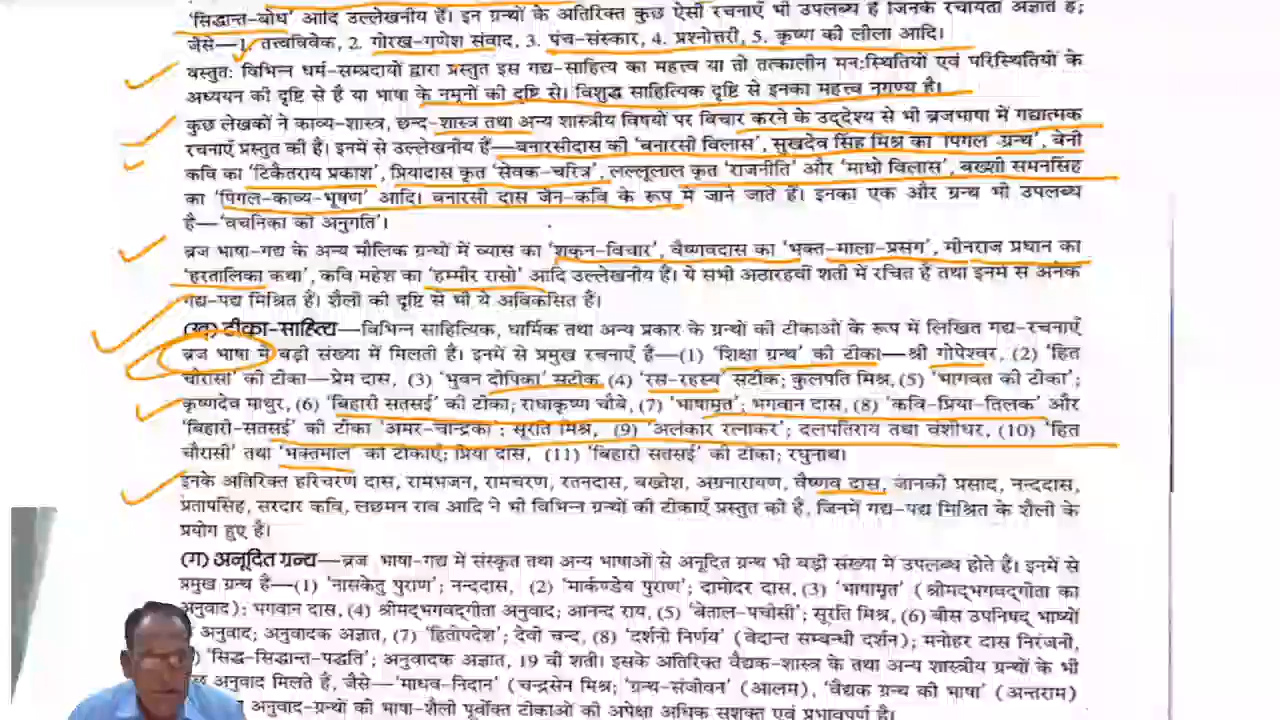 'सिद्धान्त-बोध' आदि उल्लेखनीय हैं। इन ग्रन्थों के अतिरिक्त कुछ ऐसी रचनाएँ भी उपलब्ध हैं जिनके रचयिता अज्ञात हैं;
जैसे—1. तत्त्वविवेक, 2. गोरख-गणेश संवाद, 3. पंच-संस्कार, 4. प्रश्नोत्तरी, 5. कृष्ण की लीला आदि।
वस्तुतः विभिन्न धर्म-सम्प्रदायों द्वारा प्रस्तुत इस गद्य-साहित्य का महत्त्व या तो तत्कालीन मन:स्थितियों एवं परिस्थितियों के
अध्ययन की दृष्टि से है या भाषा के नमूनों की दृष्टि से। विशुद्ध साहित्यिक दृष्टि से इनका महत्त्व नगण्य है।
कुछ लेखकों ने काव्य-शास्त्र, छन्द-शास्त्र तथा अन्य शास्त्रीय विषयों पर विचार करने के उद्देश्य से भी ब्रजभाषा में गद्यात्मक
रचनाएँ प्रस्तुत की हैं। इनमें से उल्लेखनीय हैं—बनारसीदास की 'बनारसी विलास', सुखदेव सिंह मिश्र का 'पिंगल ग्रन्थ', बेनी
कवि का 'टिकैतराय प्रकाश', प्रियादास कृत 'सेवक-चरित्र', लल्लूलाल कृत 'राजनीति' और 'माधो विलास', बख्शी समनसिंह
का 'पिंगल-काव्य-भूषण' आदि। बनारसी दास जैन-कवि के रूप में जाने जाते हैं। इनका एक और ग्रन्थ भी उपलब्ध
है—'वचनिका की अनुगति'।
ब्रज भाषा-गद्य के अन्य मौलिक ग्रन्थों में व्यास का 'शकुन-विचार', वैष्णवदास का 'भक्त-माला-प्रसंग', मीनराज प्रधान का
'हरतालिका कथा', कवि महेश का 'हम्मीर रासो' आदि उल्लेखनीय हैं। ये सभी अठारहवीं शती में रचित हैं तथा इनमें से अनेक
गद्य-पद्य मिश्रित हैं। शैली की दृष्टि से भी ये अविकसित हैं।
(ख) टीका-साहित्य—विभिन्न साहित्यिक, धार्मिक तथा अन्य प्रकार के ग्रन्थों की टीकाओं के रूप में लिखित गद्य-रचनाएँ
ब्रज भाषा में बड़ी संख्या में मिलती हैं। इनमें से प्रमुख रचनाएँ हैं—(1) 'शिक्षा ग्रन्थ' की टीका—श्री गोपेश्वर, (2) 'हित
चौरासी' की टीका—प्रेम दास, (3) 'भुवन दीपिका' सटीक (4) 'रस-रहस्य' सटीक; कुलपति मिश्र, (5) 'भागवत की टीका';
कृष्णदेव माथुर, (6) 'बिहारी सतसई' की टीका; राधाकृष्ण चौबे, (7) 'भाषामृत'; भगवान दास, (8) 'कवि-प्रिया-तिलक' और
'बिहारी-सतसई' की टीका 'अमर-चन्द्रिका'; सूरति मिश्र, (9) 'अलंकार रत्नाकर'; दलपतिराय तथा वंशीधर, (10) 'हित
चौरासी' तथा 'भक्तमाल' की टीकाएँ; प्रिया दास, (11) 'बिहारी सतसई' की टीका; रघुनाथ।
इनके अतिरिक्त हरिचरण दास, रामभजन, रामचरण, रतनदास, बख्तेश, अग्रनारायण, वैष्णव दास, जानकी प्रसाद, नन्ददास,
प्रतापसिंह, सरदार कवि, लछमन राव आदि ने भी विभिन्न ग्रन्थों की टीकाएँ प्रस्तुत की हैं, जिनमें गद्य-पद्य मिश्रित के शैली के
प्रयोग हुए हैं।
(ग) अनूदित ग्रन्थ—ब्रज भाषा-गद्य में संस्कृत तथा अन्य भाषाओं से अनूदित ग्रन्थ भी बड़ी संख्या में उपलब्ध होते हैं। इनमें से
प्रमुख ग्रन्थ हैं—(1) 'नासकेतु पुराण'; नन्ददास, (2) 'मार्कण्डेय पुराण'; दामोदर दास, (3) 'भाषामृत' (श्रीमद्भगवद्गीता का
अनुवाद); भगवान दास, (4) श्रीमद्भगवद्गीता अनुवाद; आनन्द राय, (5) 'बेताल-पचीसी'; सूरति मिश्र, (6) बीस उपनिषद् भाष्यों
अनुवाद; अनुवादक अज्ञात, (7) 'हितोपदेश'; देवी चन्द, (8) 'दर्शनी निर्णय' (वेदान्त सम्बन्धी दर्शन); मनोहर दास निरंजनी,
'सिद्ध-सिद्धान्त-पद्धति'; अनुवादक अज्ञात, 19 वीं शती। इसके अतिरिक्त वैद्यक-शास्त्र के तथा अन्य शास्त्रीय ग्रन्थों के भी
अनुवाद मिलते हैं, जैसे—'माधव-निदान' (चन्द्रसेन मिश्र; 'ग्रन्थ-संजीवन' (आलम), 'वैद्यक ग्रन्थ की भाषा' (अन्तराम)
अनुवाद-ग्रन्थों की भाषा-शैली पूर्वोक्त टीकाओं की अपेक्षा अधिक सशक्त एवं प्रभावपूर्ण है।